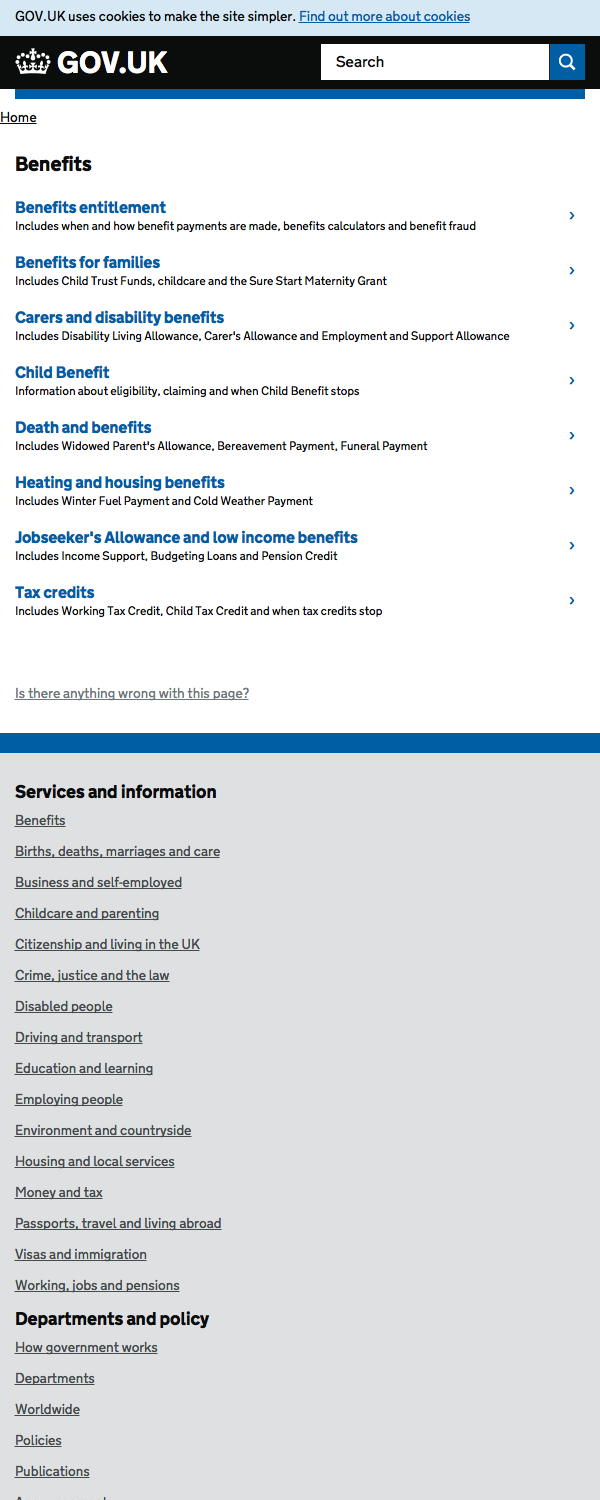 GOV.UK uses cookies to make the site simpler. Find out more about cookies
GOV.UK
Search
Home
Benefits
Benefits entitlement
Includes when and how benefit payments are made, benefits calculators and benefit fraud
›
Benefits for families
Includes Child Trust Funds, childcare and the Sure Start Maternity Grant
›
Carers and disability benefits
Includes Disability Living Allowance, Carer's Allowance and Employment and Support Allowance
›
Child Benefit
Information about eligibility, claiming and when Child Benefit stops
›
Death and benefits
Includes Widowed Parent's Allowance, Bereavement Payment, Funeral Payment
›
Heating and housing benefits
Includes Winter Fuel Payment and Cold Weather Payment
›
Jobseeker's Allowance and low income benefits
Includes Income Support, Budgeting Loans and Pension Credit
›
Tax credits
Includes Working Tax Credit, Child Tax Credit and when tax credits stop
›
Is there anything wrong with this page?
Services and information
Benefits
Births, deaths, marriages and care
Business and self-employed
Childcare and parenting
Citizenship and living in the UK
Crime, justice and the law
Disabled people
Driving and transport
Education and learning
Employing people
Environment and countryside
Housing and local services
Money and tax
Passports, travel and living abroad
Visas and immigration
Working, jobs and pensions
Departments and policy
How government works
Departments
Worldwide
Policies
Publications